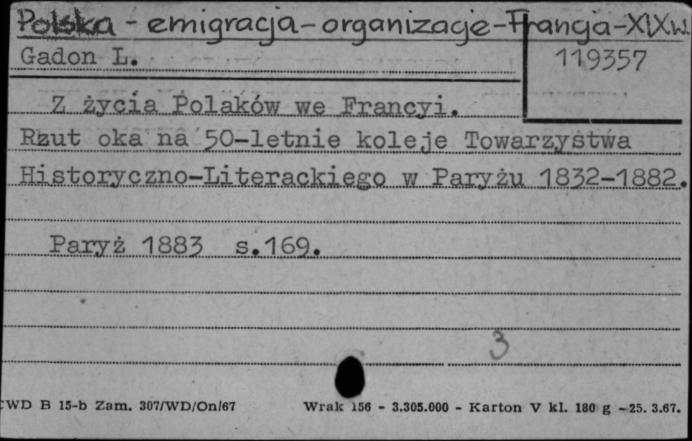 Polska - emigracja - organizacje - Francja - XIX w.
Gadon L.
119357
Z życia Polaków we Francyi.
Rzut oka na 50-letnie koleje Towarzystwa
Historyczno-Literackiego w Paryżu 1832-1882.
Paryż 1883 s.169.
3
WD B 15-b Zam. 307/WD/On/67 Wrak 156 - 3.305.000 - Karton V kl. 180 g - 25. 3.67.